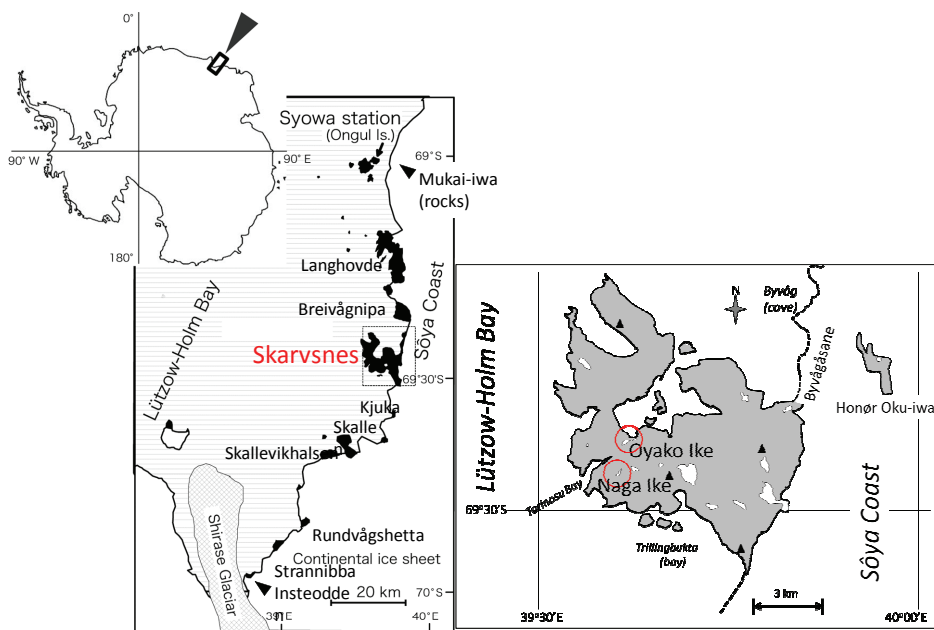 0°
90° W
90° E
180°
Syowa station
(Ongul Is.)
69°S
Mukai-iwa
(rocks)
Langhovde
Breivågnipa
Sôya Coast
Skarvsnes
69°30'S
Lützow-Holm Bay
Kjuka
Skalle
Skallevikhals
n
Rundvågshetta
Continental ice sheet
Strannibba
Insteodde
n
Shirase Glaciar
20 km
70°S
39°E
40°E
Lützow-Holm Bay
N
Byvåg
(cove)
Byvågåsane
Honør Oku-iwa
Oyako Ike
Naga Ike
Torinosu Bay
69°30'S
Trillingbukta
(bay)
Sôya Coast
3 km
39°30'E
40°00'E